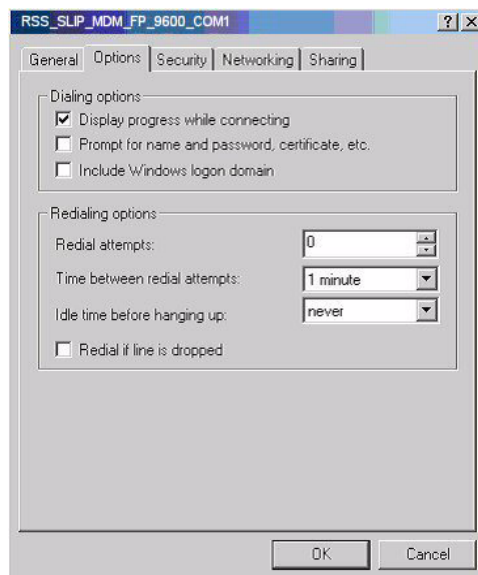 RSS_SLIP_MDM_FP_9600_COM1
General Options Security Networking Sharing
Dialing options
Display progress while connecting
Prompt for name and password, certificate, etc.
Include Windows logon domain
Redialing options
Redial attempts: 0
Time between redial attempts: 1 minute
Idle time before hanging up: never
Redial if line is dropped
OK Cancel